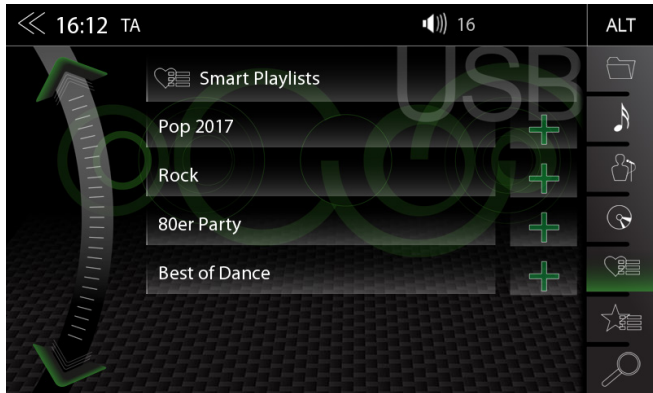 16:12 TA 16 ALT
USB
Smart Playlists
Pop 2017
Rock
80er Party
Best of Dance